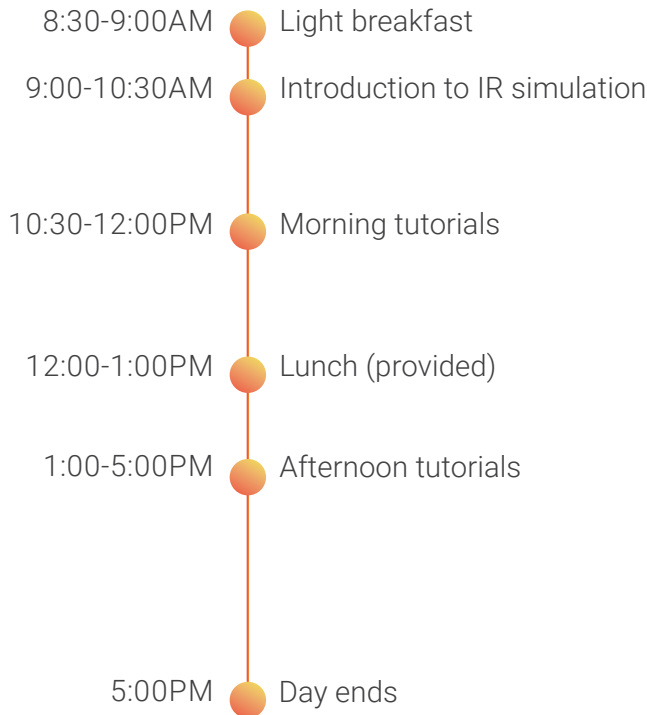 8:30-9:00AM Light breakfast
9:00-10:30AM Introduction to IR simulation
10:30-12:00PM Morning tutorials
12:00-1:00PM Lunch (provided)
1:00-5:00PM Afternoon tutorials
5:00PM Day ends